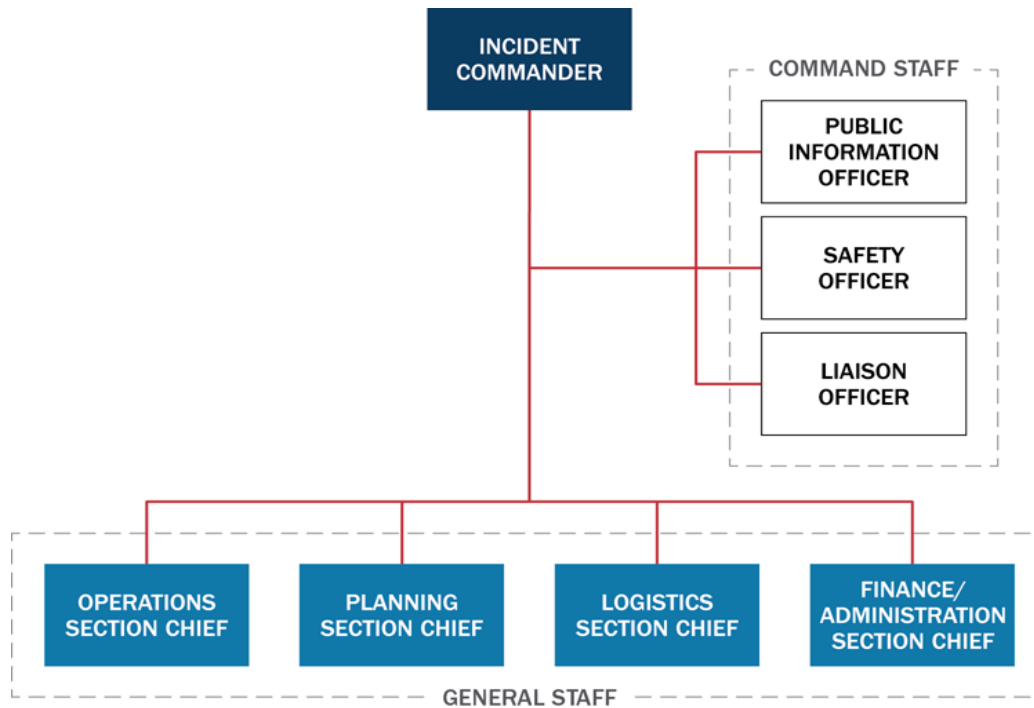 INCIDENT
COMMANDER
COMMAND STAFF
PUBLIC
INFORMATION
OFFICER
SAFETY
OFFICER
LIAISON
OFFICER
OPERATIONS
SECTION CHIEF
PLANNING
SECTION CHIEF
LOGISTICS
SECTION CHIEF
FINANCE/
ADMINISTRATION
SECTION CHIEF
GENERAL STAFF